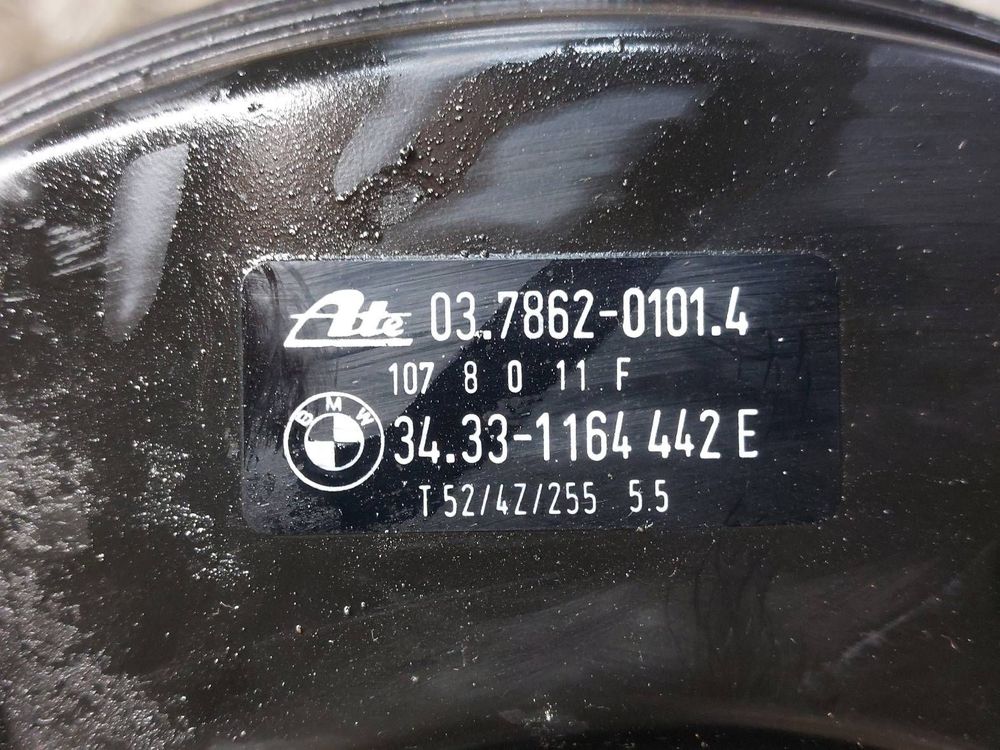 Ate 03.7862-0101.4
107 8 0 11 F
BMW 34.33-1164 442 E
T 52/4Z/255 5.5